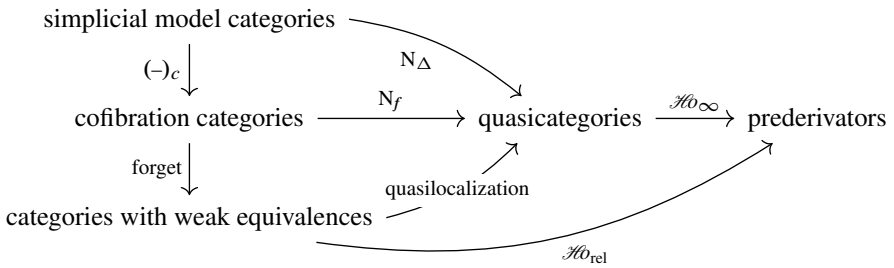 simplicial model categories
N_Δ
(–)_c
cofibration categories N_f quasicategories ℋo_∞ prederivators
forget
quasilocalization
categories with weak equivalences
ℋo_rel